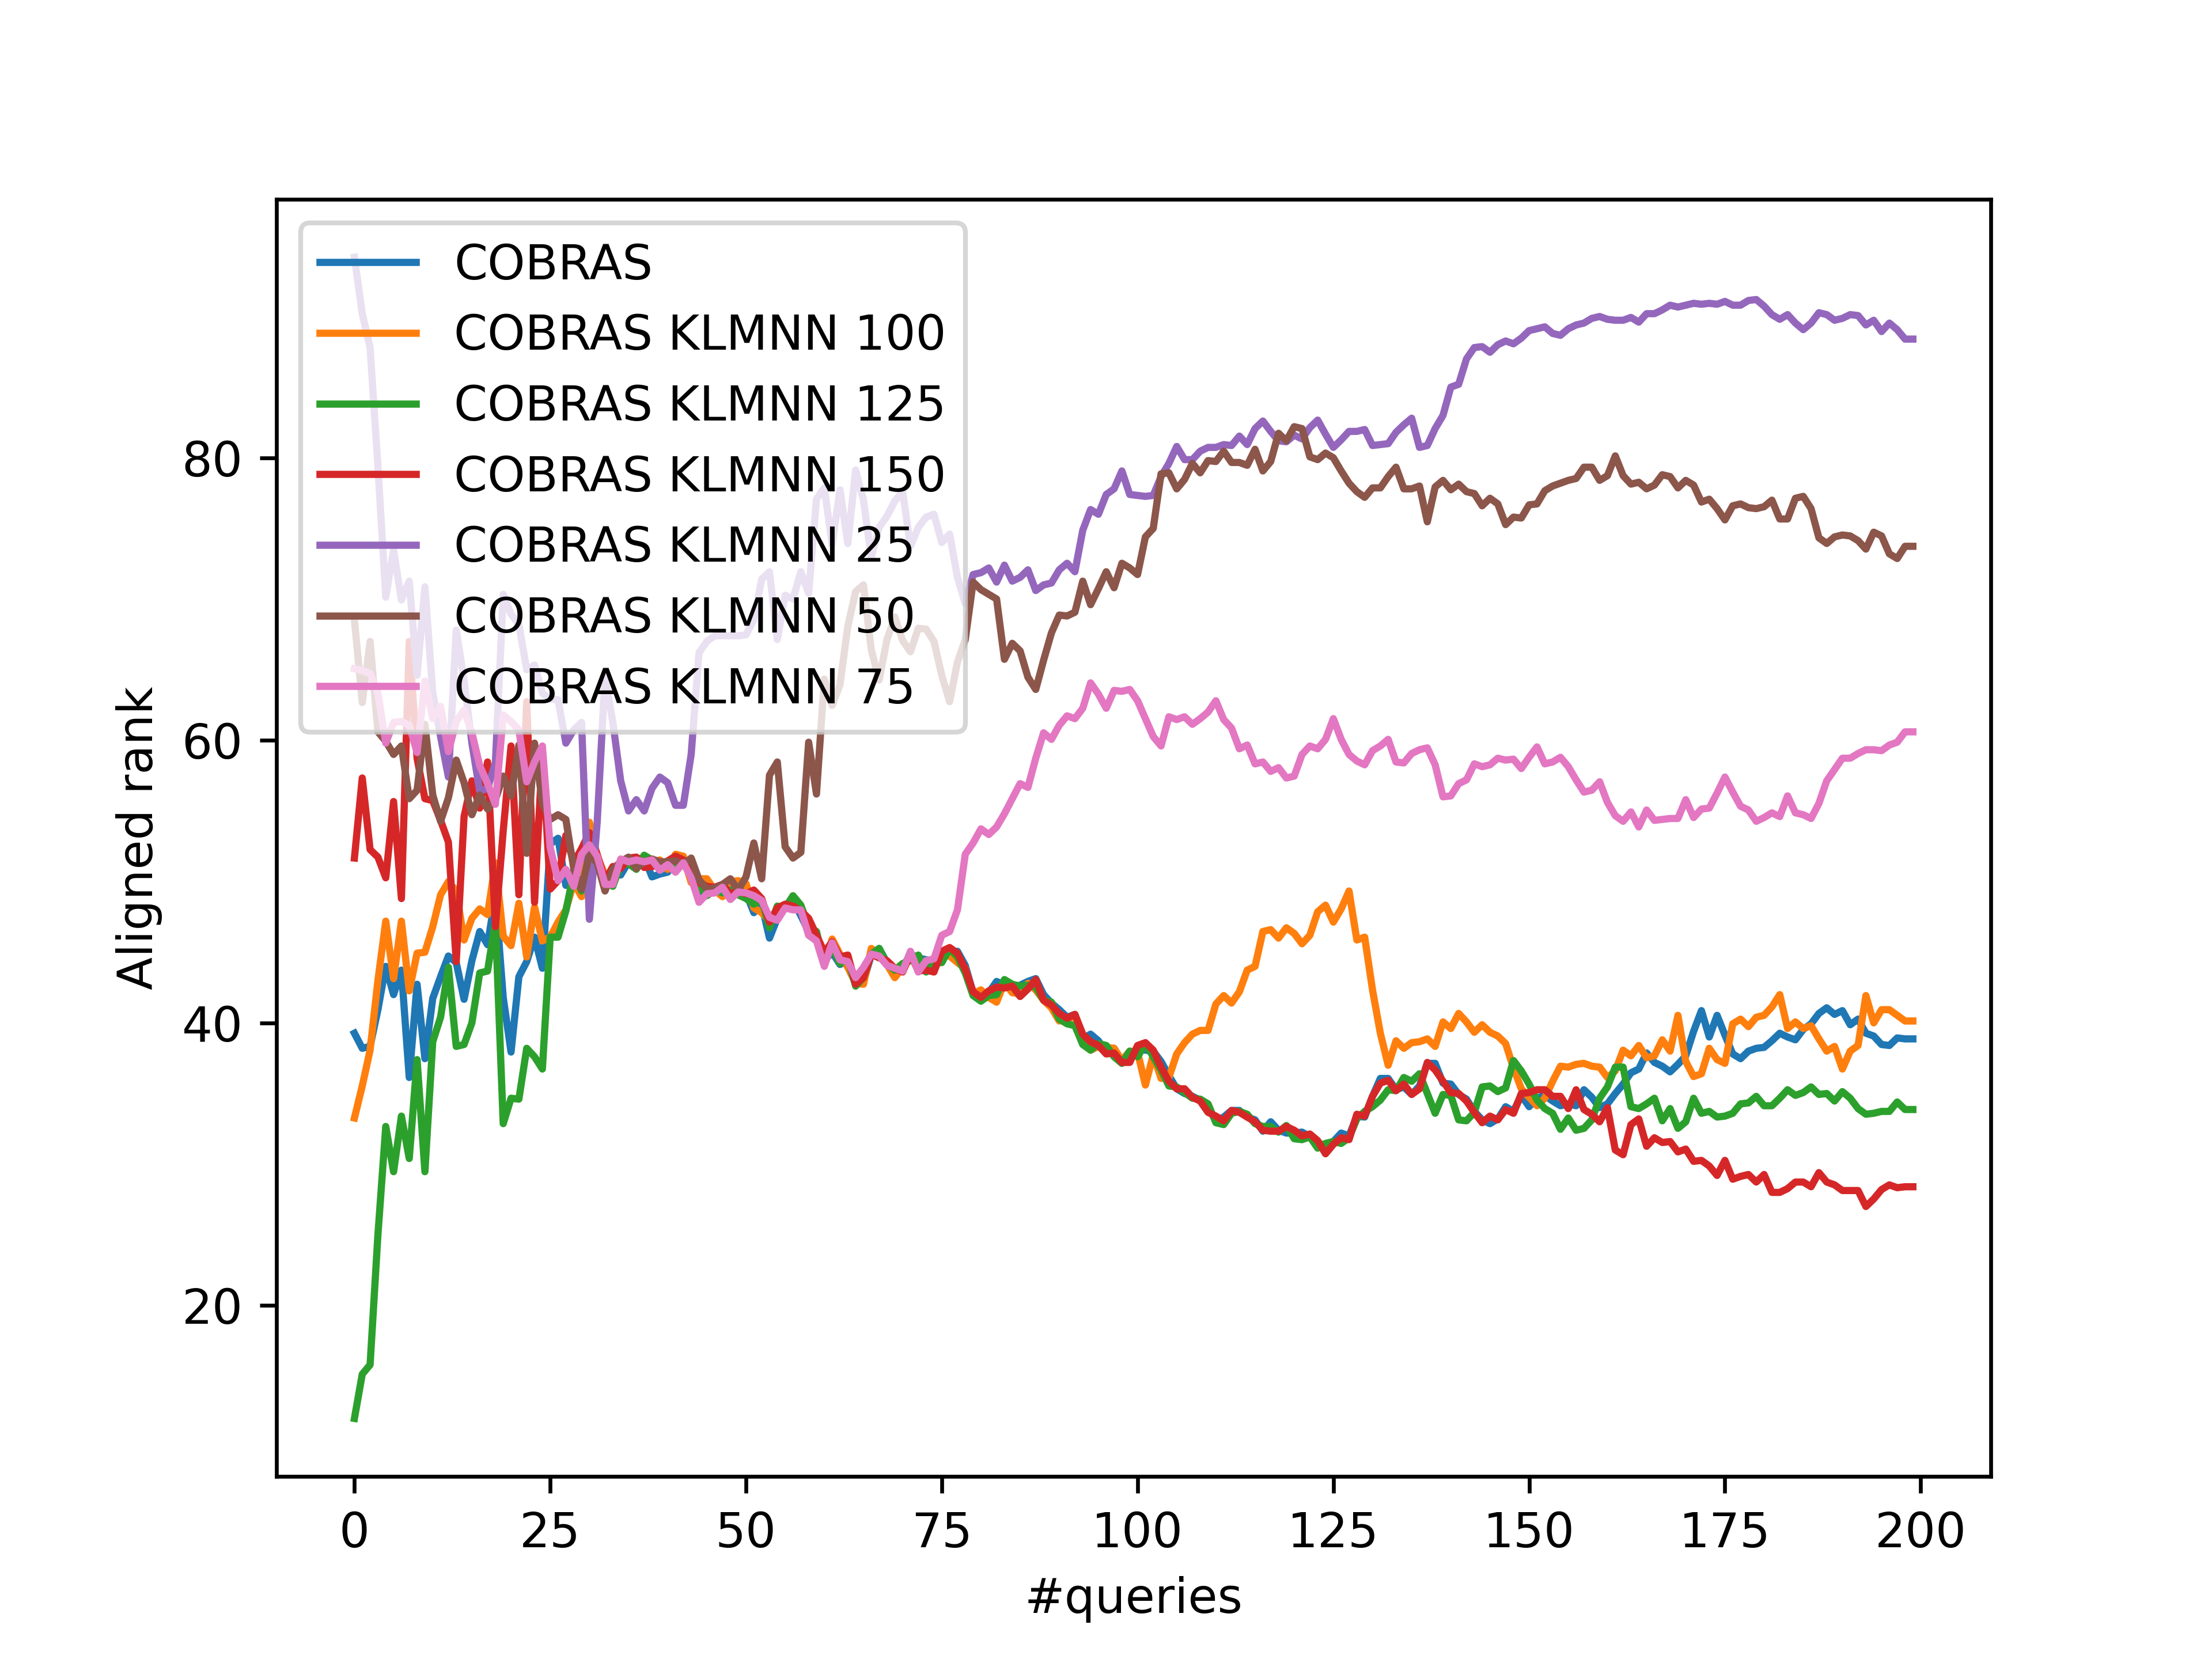 COBRAS
COBRAS KLMNN 100
COBRAS KLMNN 125
COBRAS KLMNN 150
COBRAS KLMNN 25
COBRAS KLMNN 50
COBRAS KLMNN 75
80
60
40
20
Aligned rank
0 25 50 75 100 125 150 175 200
#queries